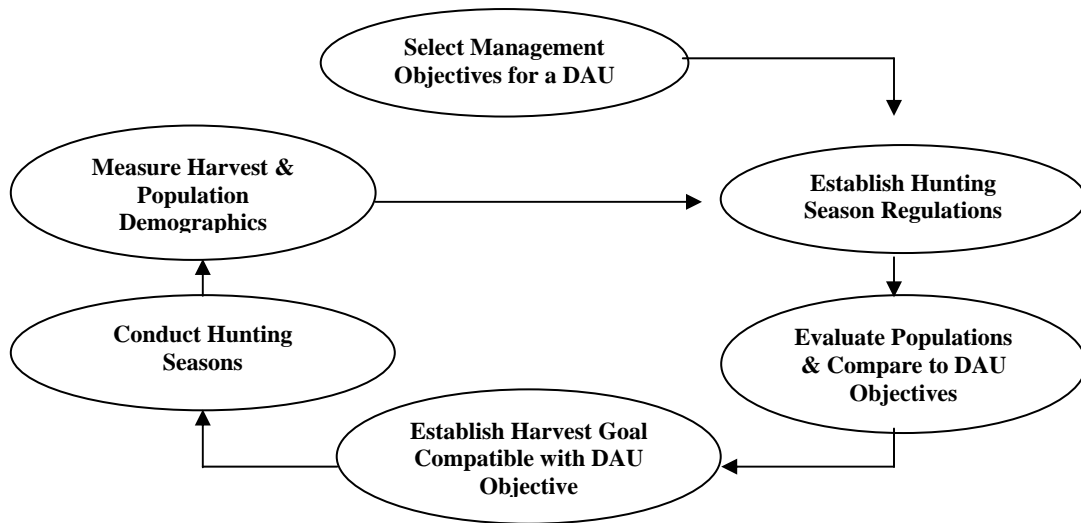 Select Management
Objectives for a DAU
Measure Harvest &
Population
Demographics
Establish Hunting
Season Regulations
Conduct Hunting
Seasons
Evaluate Populations
& Compare to DAU
Objectives
Establish Harvest Goal
Compatible with DAU
Objective